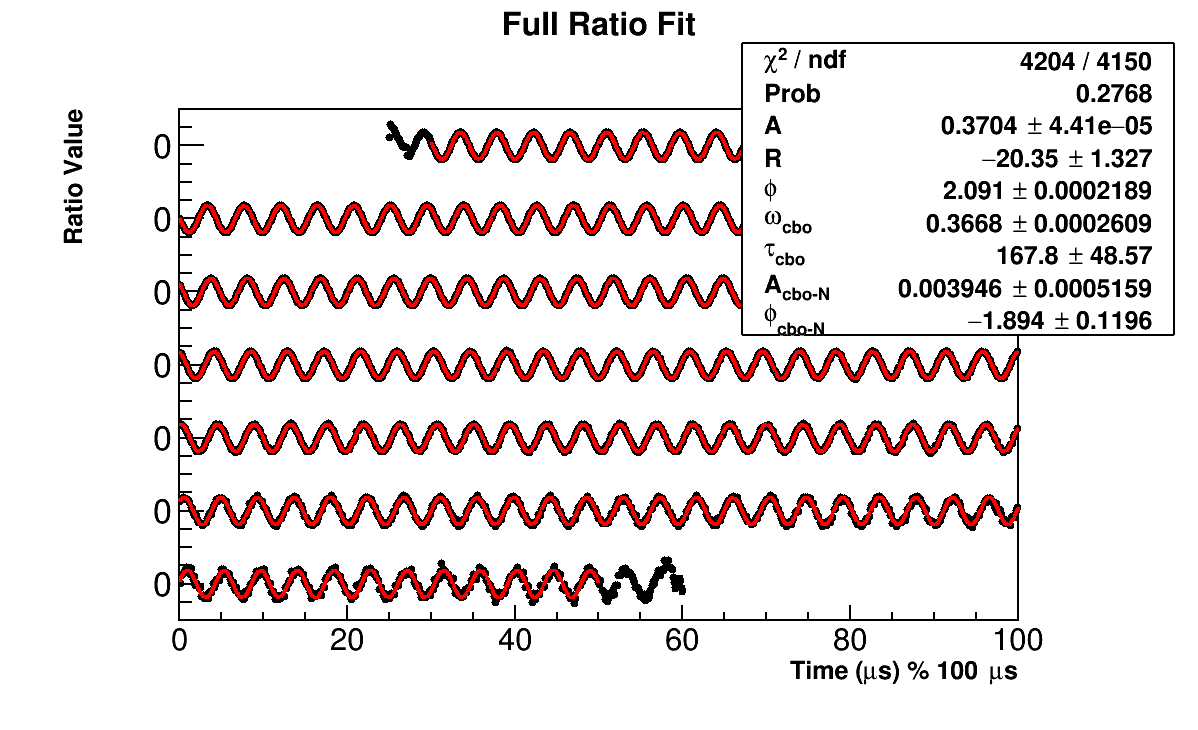 Full Ratio Fit
χ² / ndf 4204 / 4150
Prob 0.2768
A 0.3704 ± 4.41e−05
R −20.35 ± 1.327
ϕ 2.091 ± 0.0002189
ω_cbo 0.3668 ± 0.0002609
τ_cbo 167.8 ± 48.57
A_cbo-N 0.003946 ± 0.0005159
ϕ_cbo-N −1.894 ± 0.1196
Ratio Value
0
0
0
0
0
0
0
0 20 40 60 80 100
Time (μs) % 100 μs